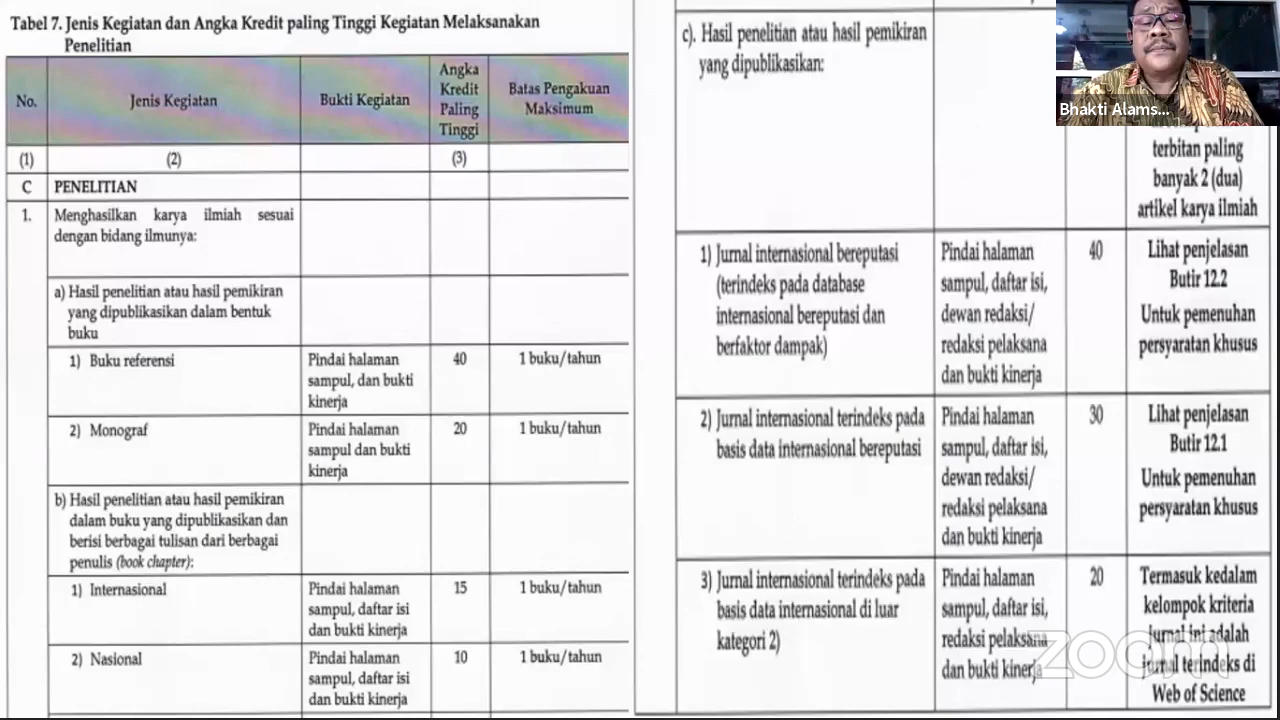 Tabel 7. Jenis Kegiatan dan Angka Kredit paling Tinggi Kegiatan Melaksanakan
Penelitian
No.
Jenis Kegiatan
Bukti Kegiatan
Angka
Kredit
Paling
Tinggi
Batas Pengakuan
Maksimum
(1)
(2)
(3)
C
PENELITIAN
1.
Menghasilkan karya ilmiah sesuai
dengan bidang ilmunya:
a) Hasil penelitian atau hasil pemikiran
yang dipublikasikan dalam bentuk
buku
1) Buku referensi
Pindai halaman
sampul, dan bukti
kinerja
40
1 buku/tahun
2) Monograf
Pindai halaman
sampul dan bukti
kinerja
20
1 buku/tahun
b) Hasil penelitian atau hasil pemikiran
dalam buku yang dipublikasikan dan
berisi berbagai tulisan dari berbagai
penulis (book chapter):
1) Internasional
Pindai halaman
sampul, daftar isi
dan bukti kinerja
15
1 buku/tahun
2) Nasional
Pindai halaman
sampul, daftar isi
dan bukti kinerja
10
1 buku/tahun
c). Hasil penelitian atau hasil pemikiran
yang dipublikasikan:
terbitan paling
banyak 2 (dua)
artikel karya ilmiah
1) Jurnal internasional bereputasi
(terindeks pada database
internasional bereputasi dan
berfaktor dampak)
Pindai halaman
sampul, daftar isi,
dewan redaksi/
redaksi pelaksana
dan bukti kinerja
40
Lihat penjelasan
Butir 12.2
Untuk pemenuhan
persyaratan khusus
2) Jurnal internasional terindeks pada
basis data internasional bereputasi
Pindai halaman
sampul, daftar isi,
dewan redaksi/
redaksi pelaksana
dan bukti kinerja
30
Lihat penjelasan
Butir 12.1
Untuk pemenuhan
persyaratan khusus
3) Jurnal internasional terindeks pada
basis data internasional di luar
kategori 2)
Pindai halaman
sampul, daftar isi,
redaksi pelaksana
dan bukti kinerja
20
Termasuk kedalam
kelompok kriteria
jurnal ini adalah
jurnal terindeks di
Web of Science
Bhakti Alams...
zoom